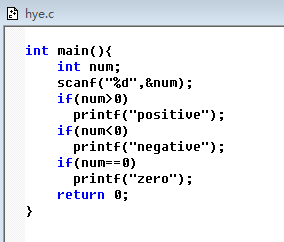 hye.c
int main(){
    int num;
    scanf("%d",&num);
    if(num>0)
      printf("positive");
    if(num<0)
      printf("negative");
    if(num==0)
      printf("zero");
    return 0;
}